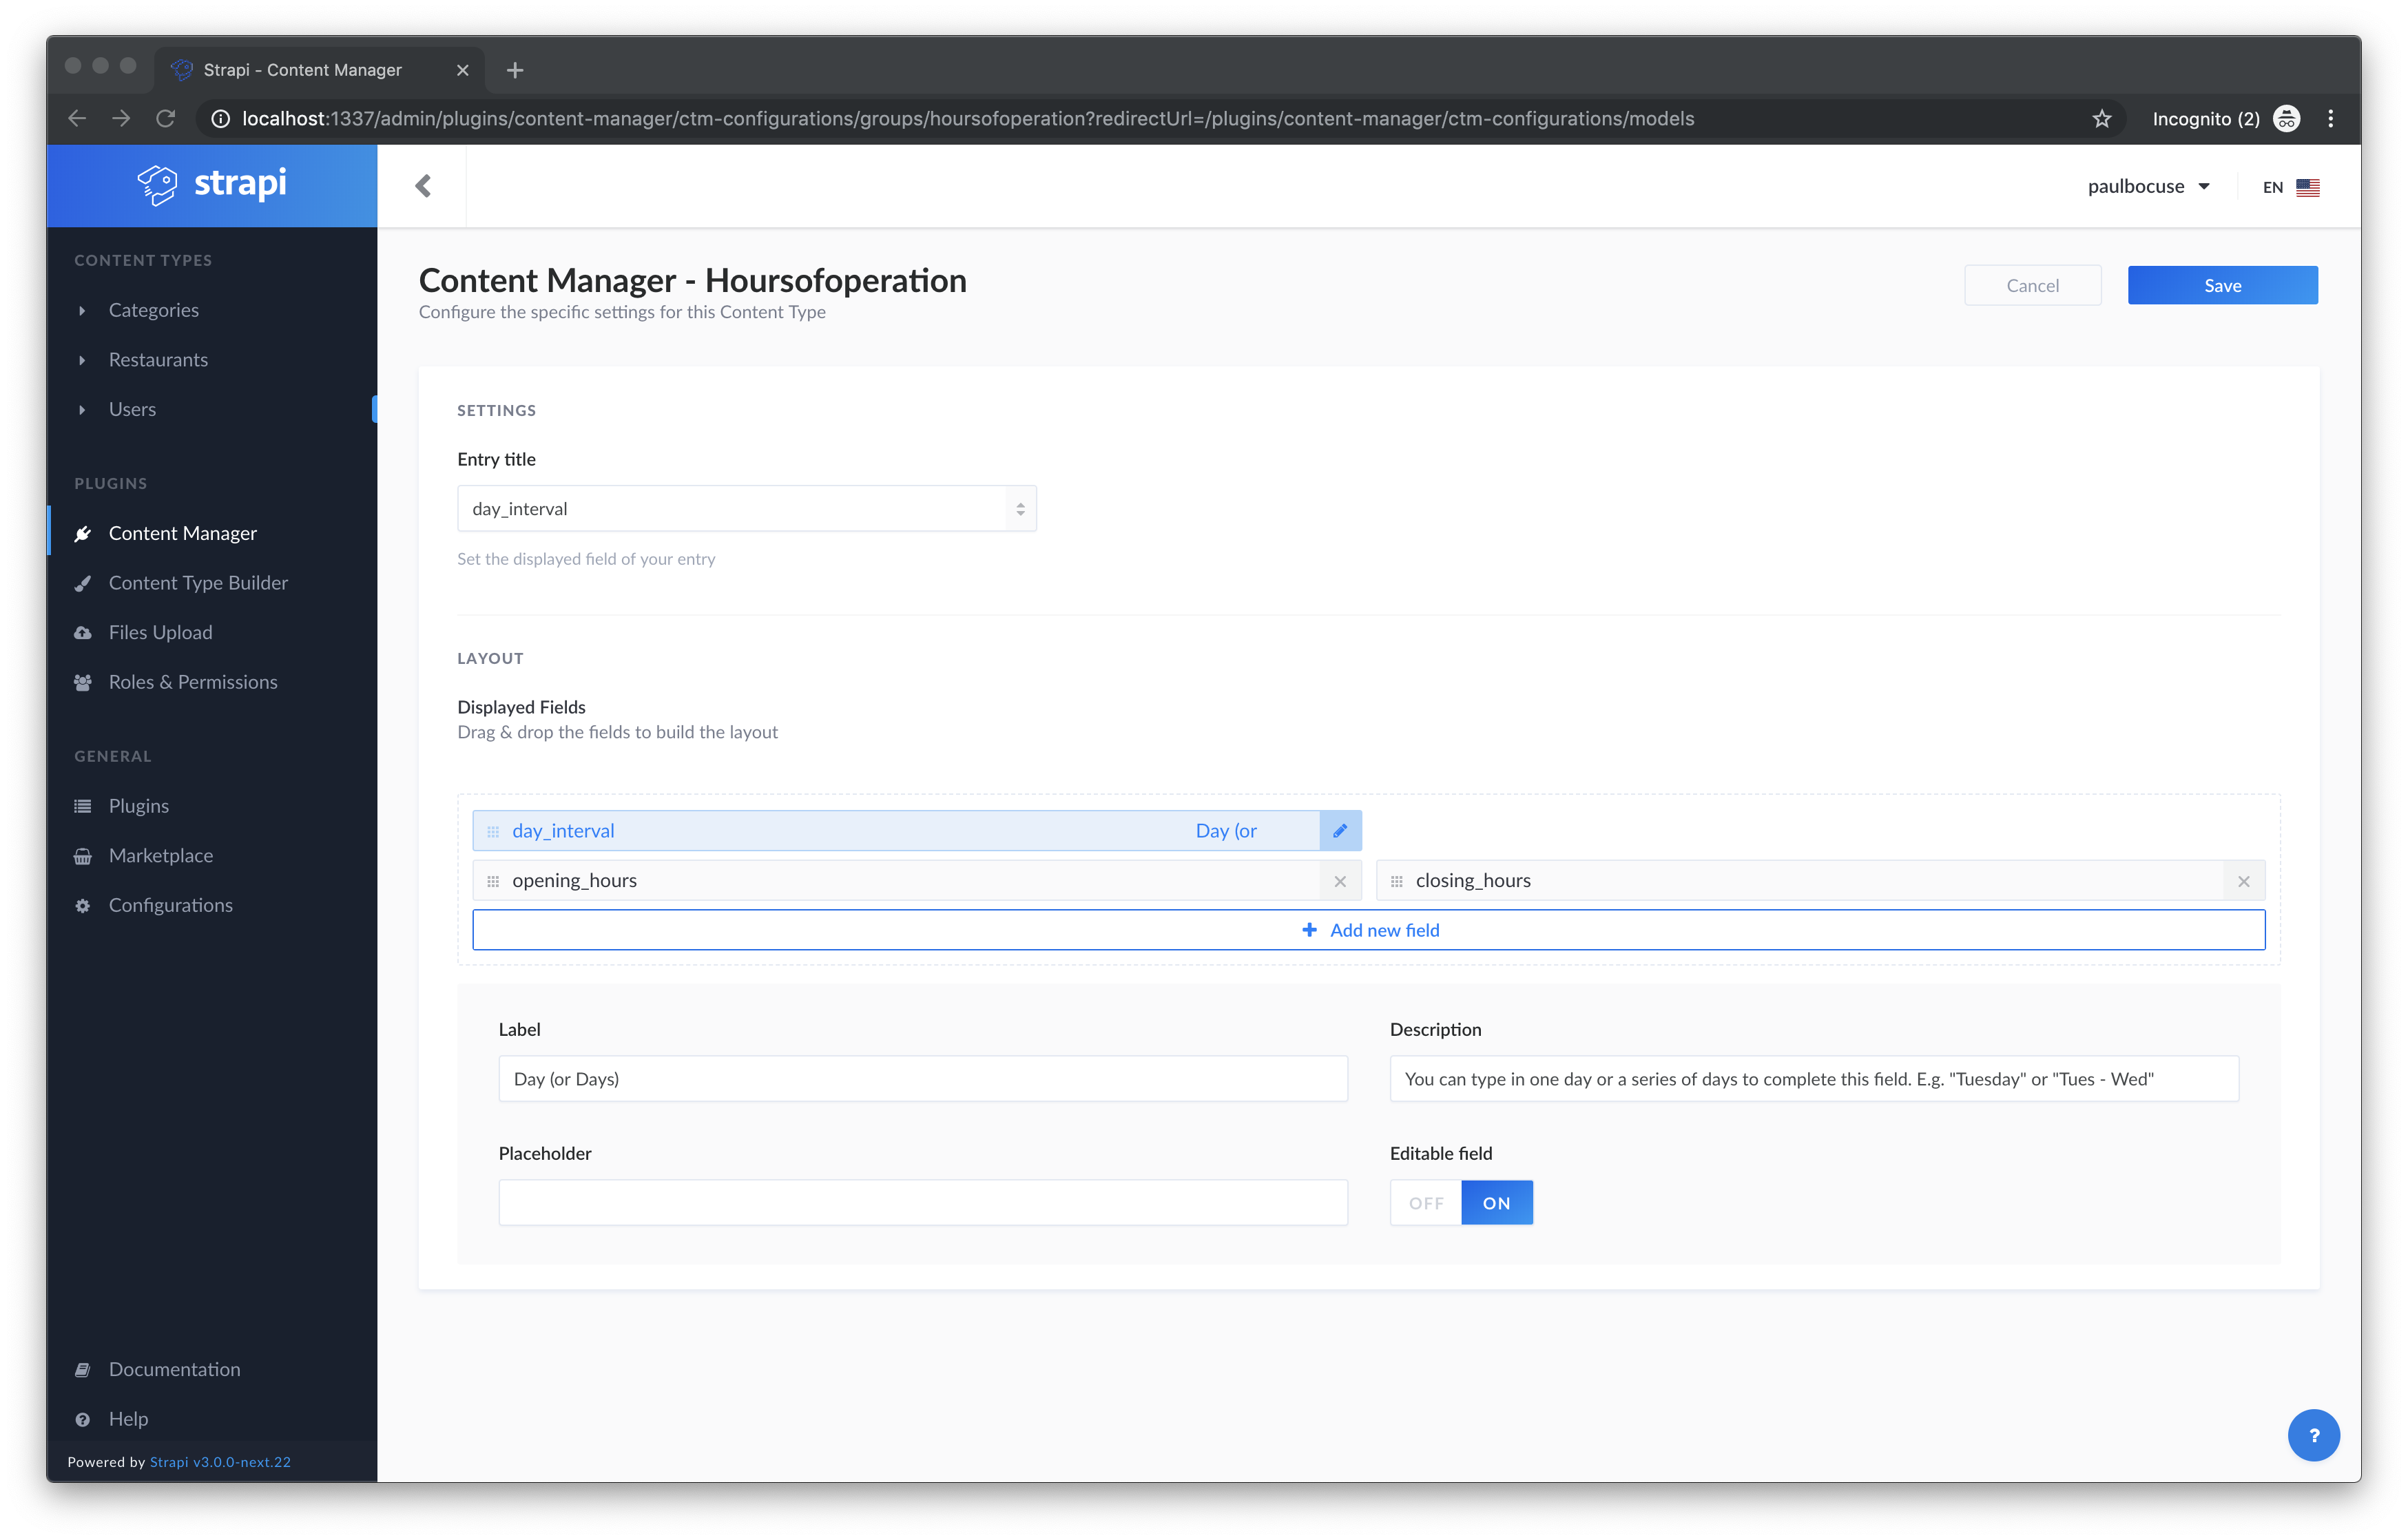 Strapi - Content Manager
localhost:1337/admin/plugins/content-manager/ctm-configurations/groups/hoursofoperation?redirectUrl=/plugins/content-manager/ctm-configurations/models
Incognito (2)
strapi
paulbocuse
EN
CONTENT TYPES
Categories
Restaurants
Users
PLUGINS
Content Manager
Content Type Builder
Files Upload
Roles & Permissions
GENERAL
Plugins
Marketplace
Configurations
Documentation
Help
Powered by Strapi v3.0.0-next.22
Content Manager - Hoursofoperation
Configure the specific settings for this Content Type
Cancel
Save
SETTINGS
Entry title
day_interval
Set the displayed field of your entry
LAYOUT
Displayed Fields
Drag & drop the fields to build the layout
day_interval Day (or
opening_hours
closing_hours
+ Add new field
Label
Day (or Days)
Description
You can type in one day or a series of days to complete this field. E.g. "Tuesday" or "Tues - Wed"
Placeholder
Editable field
OFF ON
?